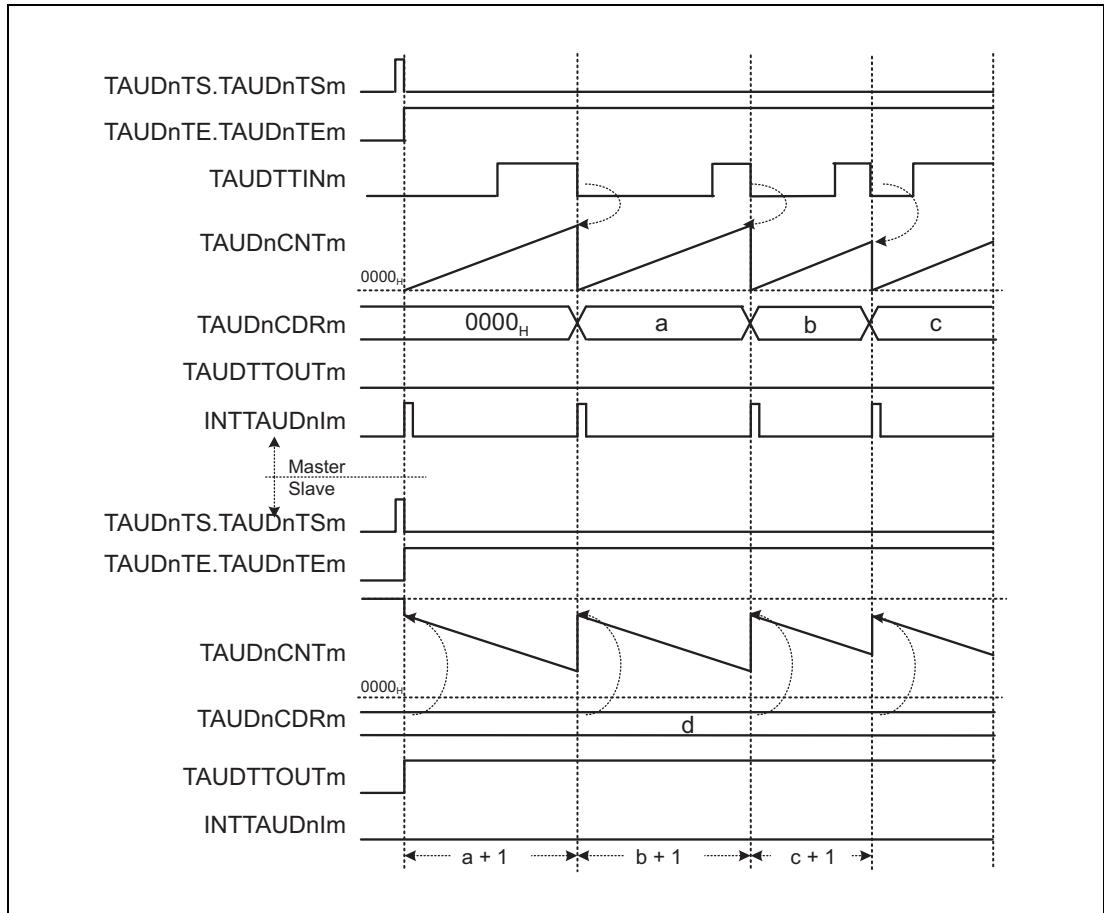 TAUDnTS.TAUDnTSm
TAUDnTE.TAUDnTEm
TAUDTTINm
TAUDnCNTm
0000H
TAUDnCDRm
0000H a b c
TAUDTTOUTm
INTTAUDnIm
Master
Slave
TAUDnTS.TAUDnTSm
TAUDnTE.TAUDnTEm
TAUDnCNTm
0000H
TAUDnCDRm
d
TAUDTTOUTm
INTTAUDnIm
a + 1 b + 1 c + 1